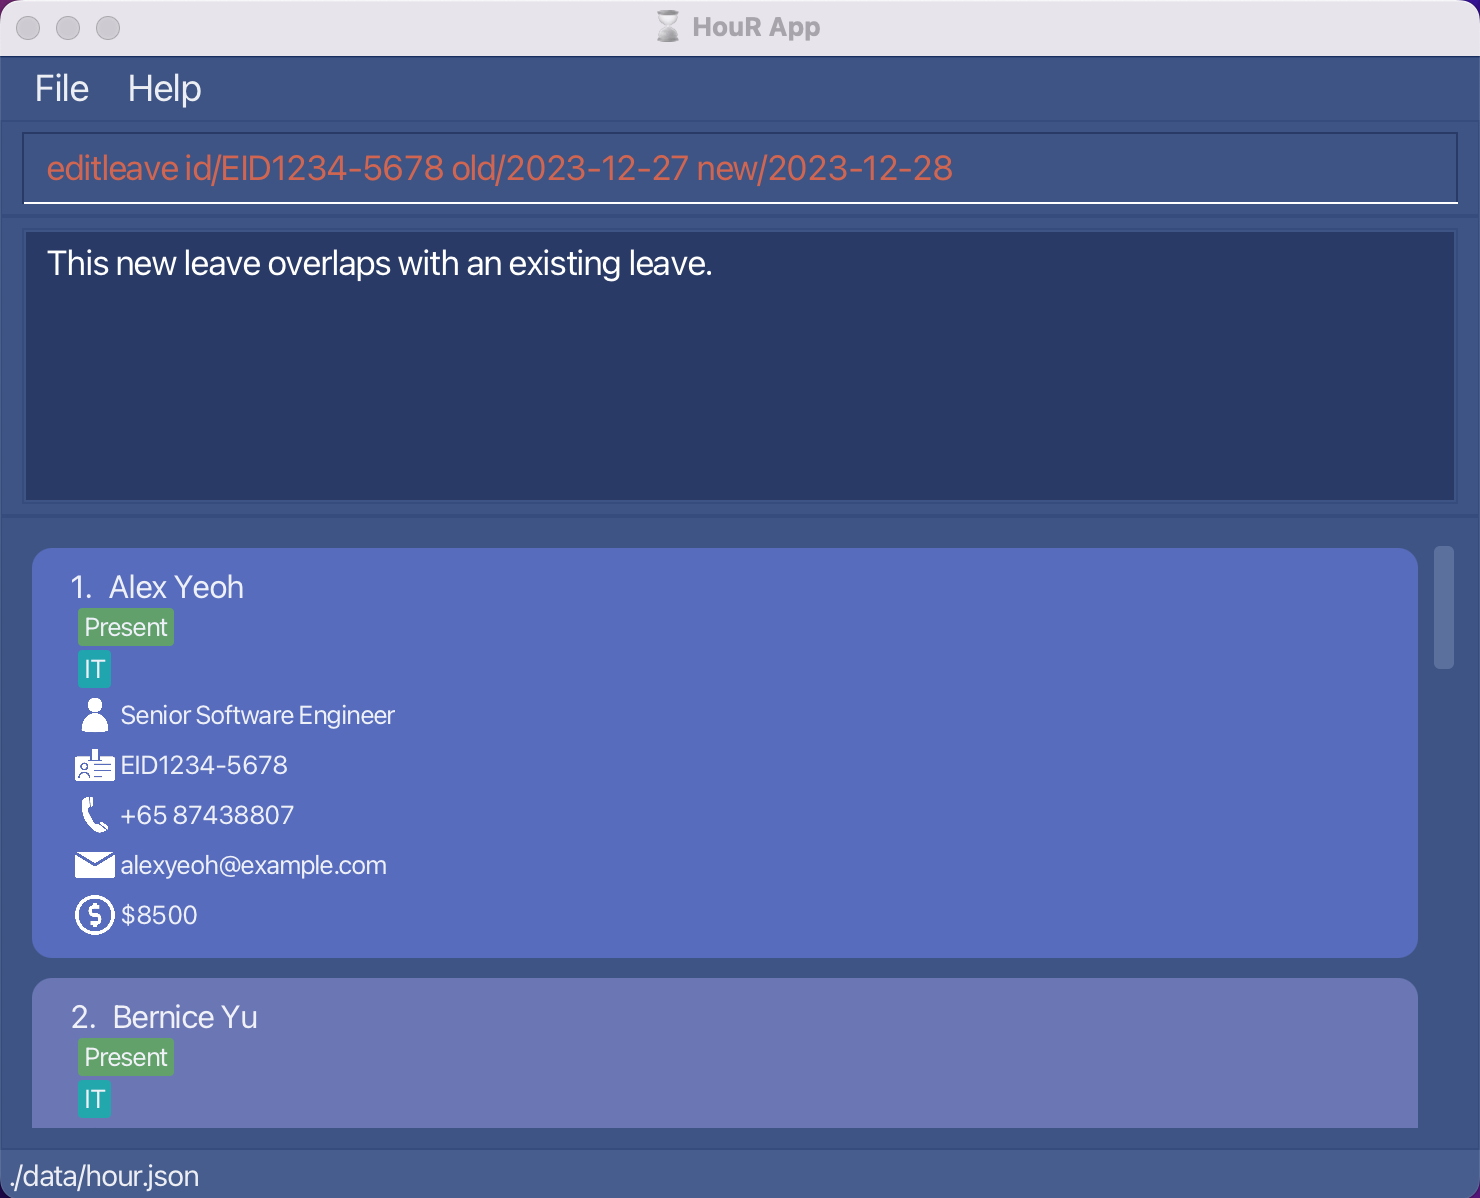 HouR App
File Help
editleave id/EID1234-5678 old/2023-12-27 new/2023-12-28
This new leave overlaps with an existing leave.
1. Alex Yeoh
Present
IT
Senior Software Engineer
EID1234-5678
+65 87438807
alexyeoh@example.com
$8500
2. Bernice Yu
Present
IT
./data/hour.json